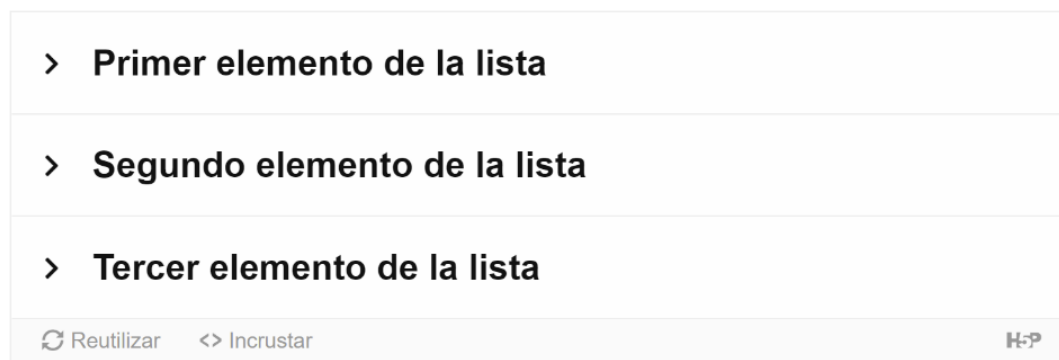 Primer elemento de la lista
Segundo elemento de la lista
Tercer elemento de la lista
Reutilizar <> Incrustar H5P